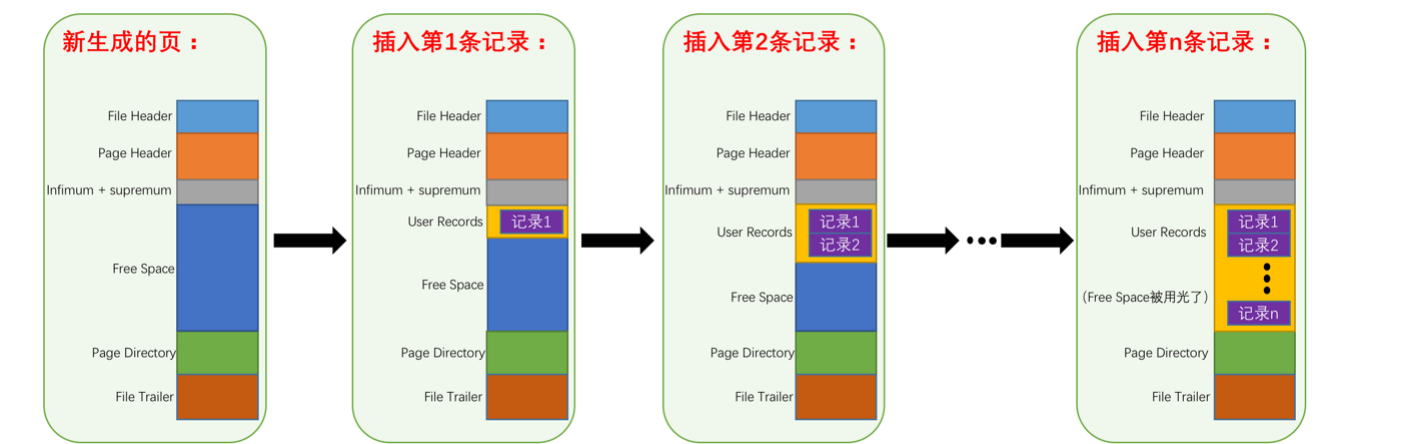 新生成的页：
File Header
Page Header
Infimum + supremum
Free Space
Page Directory
File Trailer
插入第1条记录：
File Header
Page Header
Infimum + supremum
User Records
记录1
Free Space
Page Directory
File Trailer
插入第2条记录：
File Header
Page Header
Infimum + supremum
User Records
记录1
记录2
Free Space
Page Directory
File Trailer
插入第n条记录：
File Header
Page Header
Infimum + supremum
User Records
记录1
记录2
（Free Space被用光了）
记录n
Page Directory
File Trailer